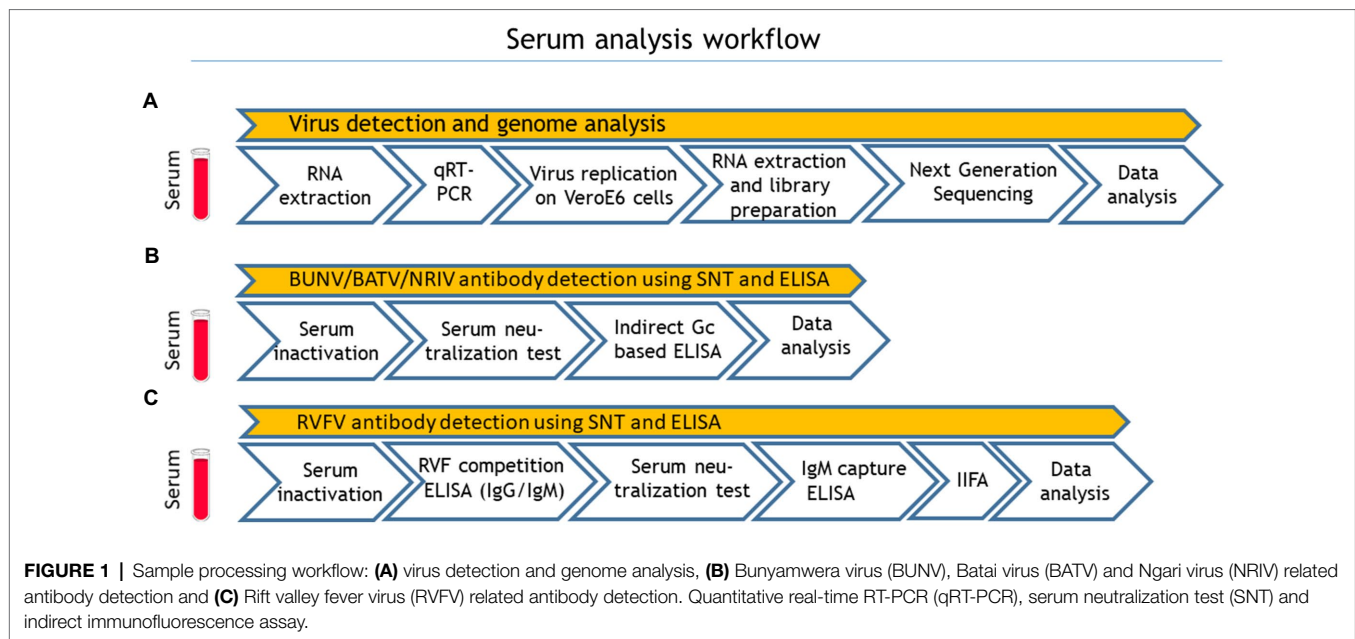 Serum analysis workflow
A
Virus detection and genome analysis
Serum
RNA
extraction
qRT-
PCR
Virus replication
on VeroE6 cells
RNA extraction
and library
preparation
Next Generation
Sequencing
Data
analysis
B
BUNV/BATV/NRIV antibody detection using SNT and ELISA
Serum
Serum
inactivation
Serum neu-
tralization test
Indirect Gc
based ELISA
Data
analysis
C
RVFV antibody detection using SNT and ELISA
Serum
Serum
inactivation
RVF competition
ELISA (IgG/IgM)
Serum neu-
tralization test
IgM capture
ELISA
IIFA
Data
analysis
FIGURE 1 | Sample processing workflow: (A) virus detection and genome analysis, (B) Bunyamwera virus (BUNV), Batai virus (BATV) and Ngari virus (NRIV) related
antibody detection and (C) Rift valley fever virus (RVFV) related antibody detection. Quantitative real-time RT-PCR (qRT-PCR), serum neutralization test (SNT) and
indirect immunofluorescence assay.